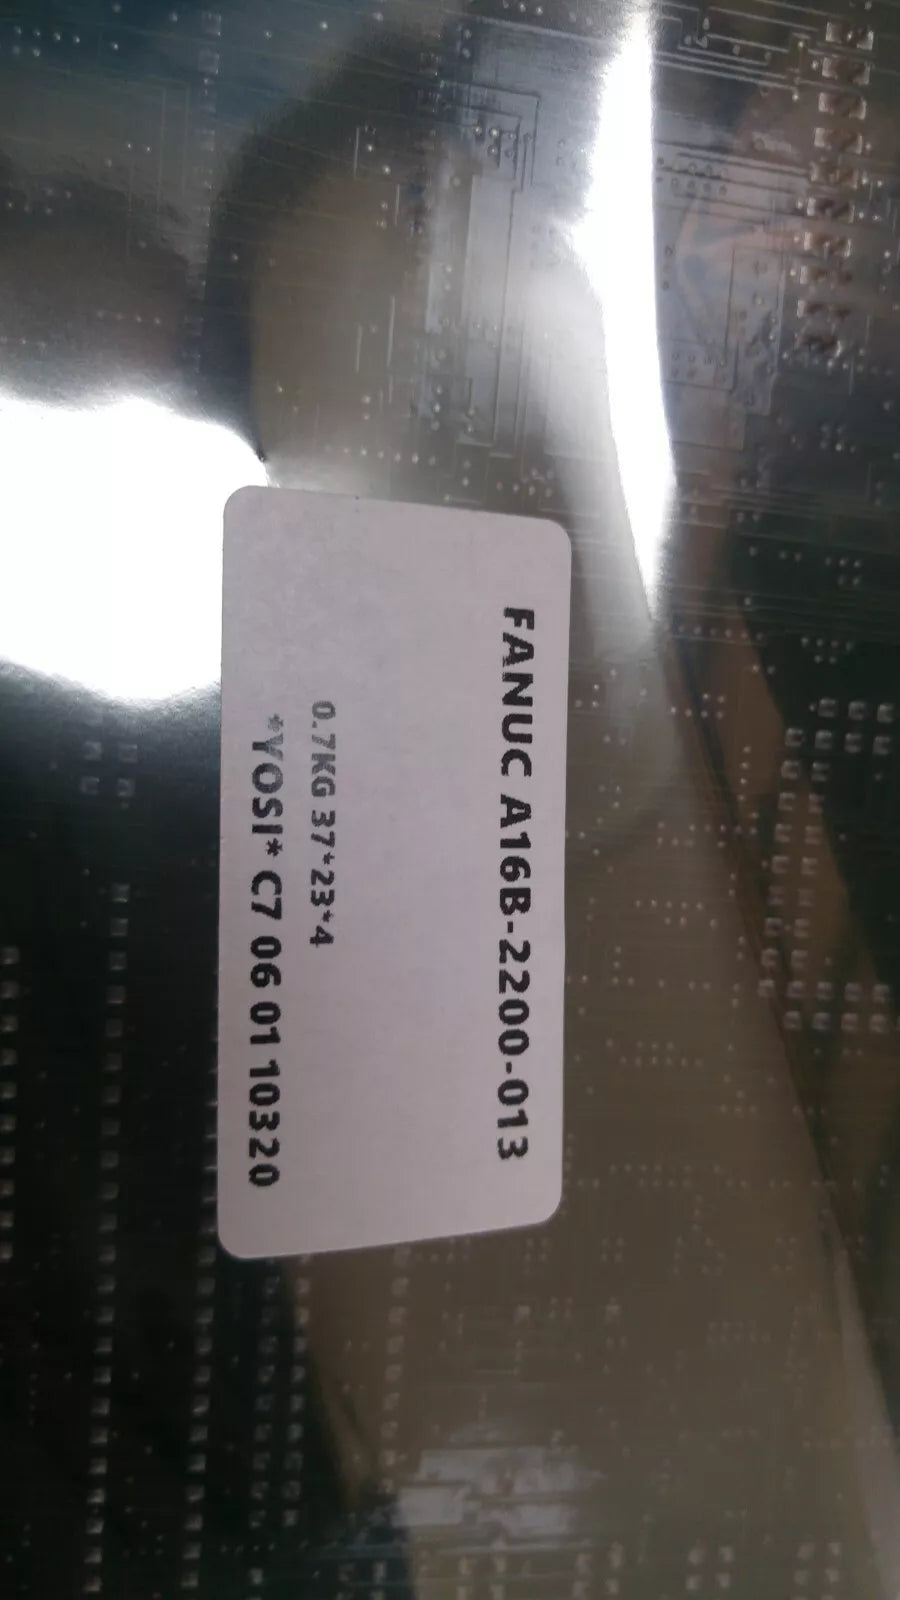 FANUC A16B-2200-013
0.7KG 37*23*4
*YOSI* C7 06 01 10320